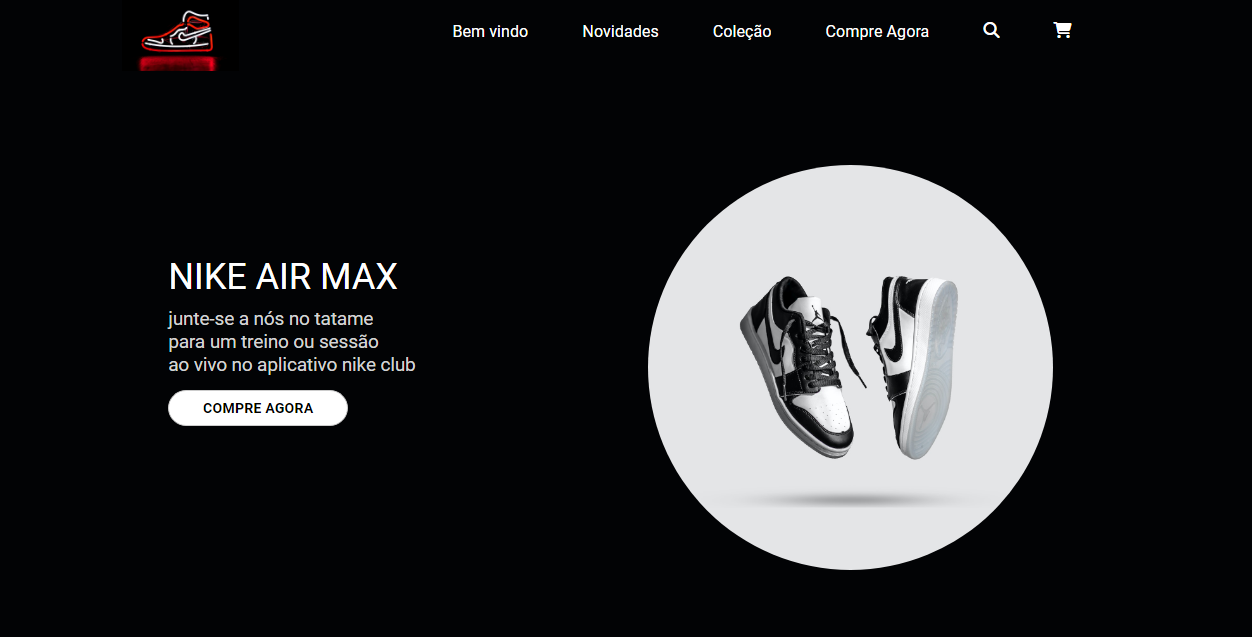 Bem vindo Novidades Coleção Compre Agora
NIKE AIR MAX
junte-se a nós no tatame
para um treino ou sessão
ao vivo no aplicativo nike club
COMPRE AGORA